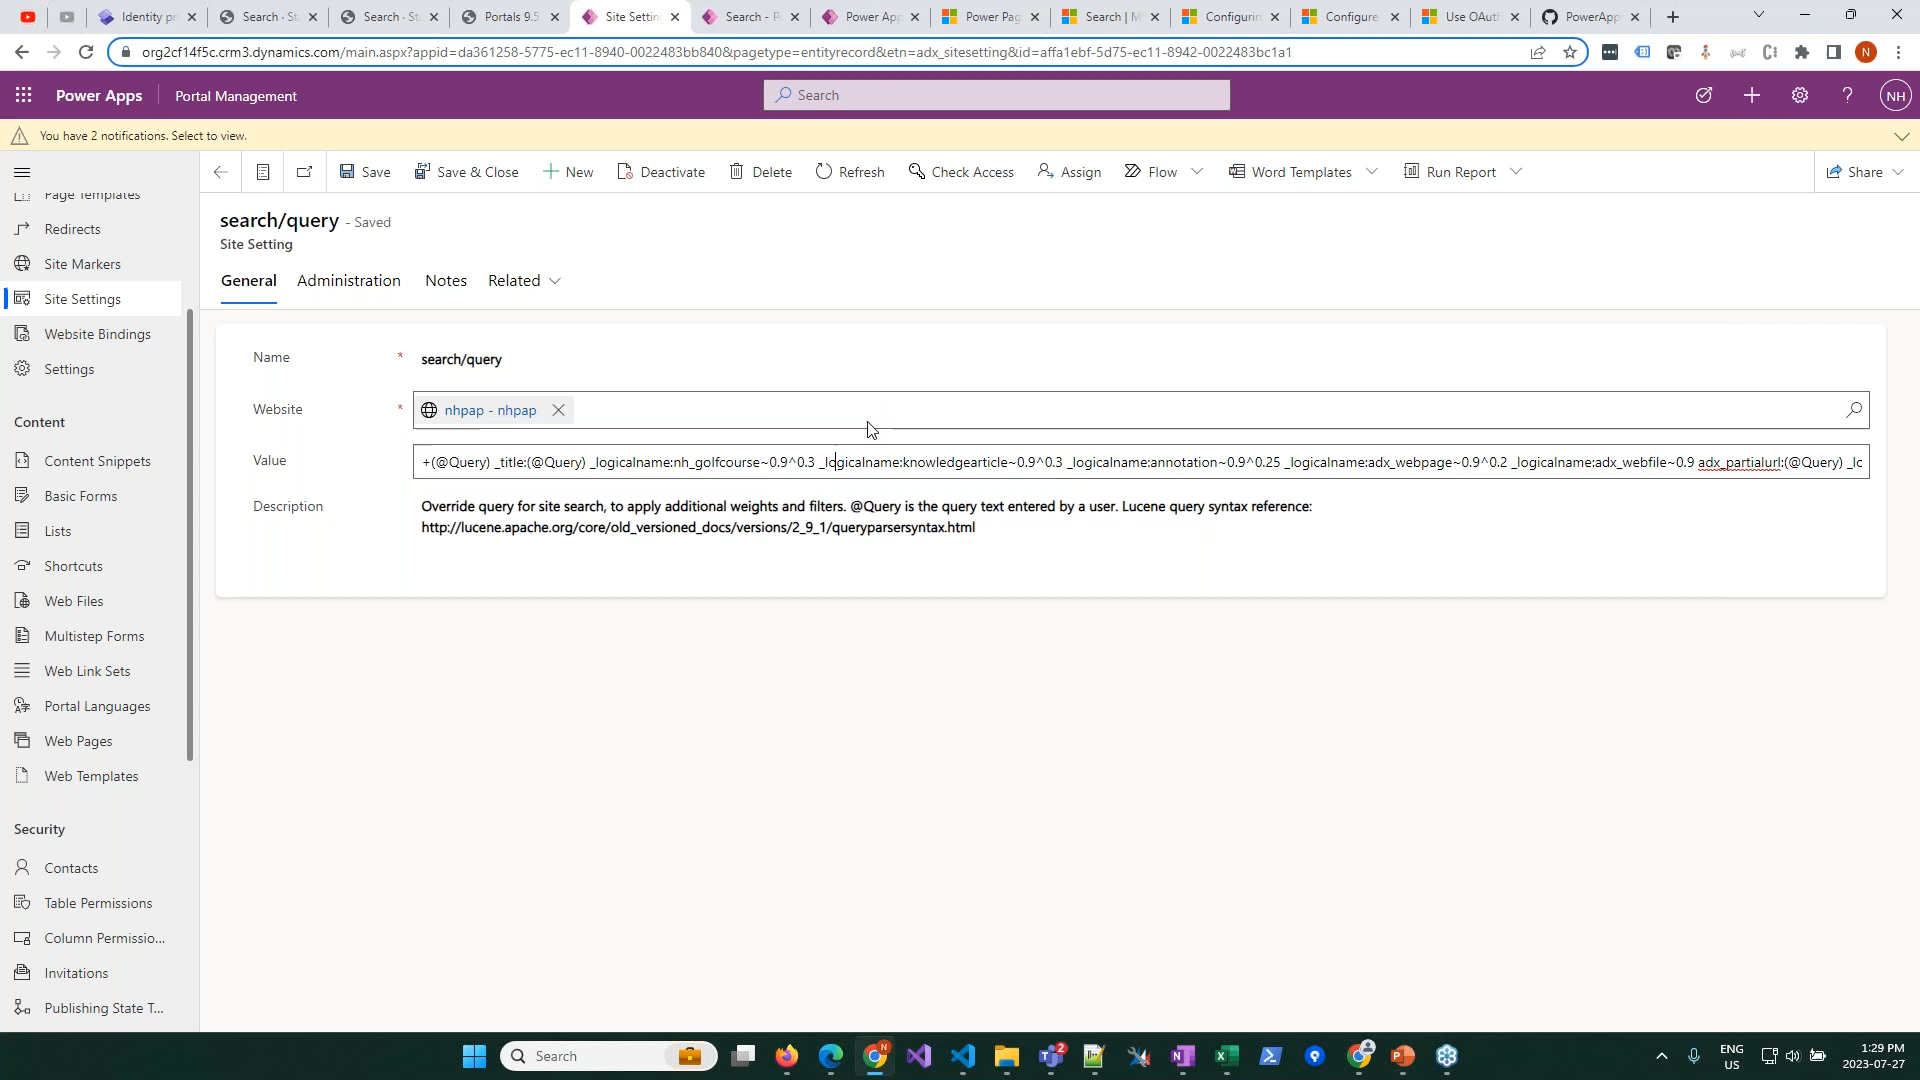 Identity pr
Search · St
Search · St
Portals 9.5.
Site Settin
Search - P
Power App
Power Pag
Search | M
Configurin
Configure
Use OAuth
PowerApp
org2cf14f5c.crm3.dynamics.com/main.aspx?appid=da361258-5775-ec11-8940-0022483bb840&pagetype=entityrecord&etn=adx_sitesetting&id=affa1ebf-5d75-ec11-8942-0022483bc1a1
N
Power Apps
Portal Management
Search
NH
You have 2 notifications. Select to view.
Save
Save & Close
New
Deactivate
Delete
Refresh
Check Access
Assign
Flow
Word Templates
Run Report
Share
Page Templates
Redirects
Site Markers
Site Settings
Website Bindings
Settings
Content
Content Snippets
Basic Forms
Lists
Shortcuts
Web Files
Multistep Forms
Web Link Sets
Portal Languages
Web Pages
Web Templates
Security
Contacts
Table Permissions
Column Permissio...
Invitations
Publishing State T...
search/query - Saved
Site Setting
General
Administration
Notes
Related
Name * search/query
Website * nhpap - nhpap
Value +(@Query) _title:(@Query) _logicalname:nh_golfcourse~0.9^0.3 _logicalname:knowledgearticle~0.9^0.3 _logicalname:annotation~0.9^0.25 _logicalname:adx_webpage~0.9^0.2 _logicalname:adx_webfile~0.9 adx_partialurl:(@Query) _lc
Description Override query for site search, to apply additional weights and filters. @Query is the query text entered by a user. Lucene query syntax reference:
http://lucene.apache.org/core/old_versioned_docs/versions/2_9_1/queryparsersyntax.html
Search
N
2
ENG
US
1:29 PM
2023-07-27